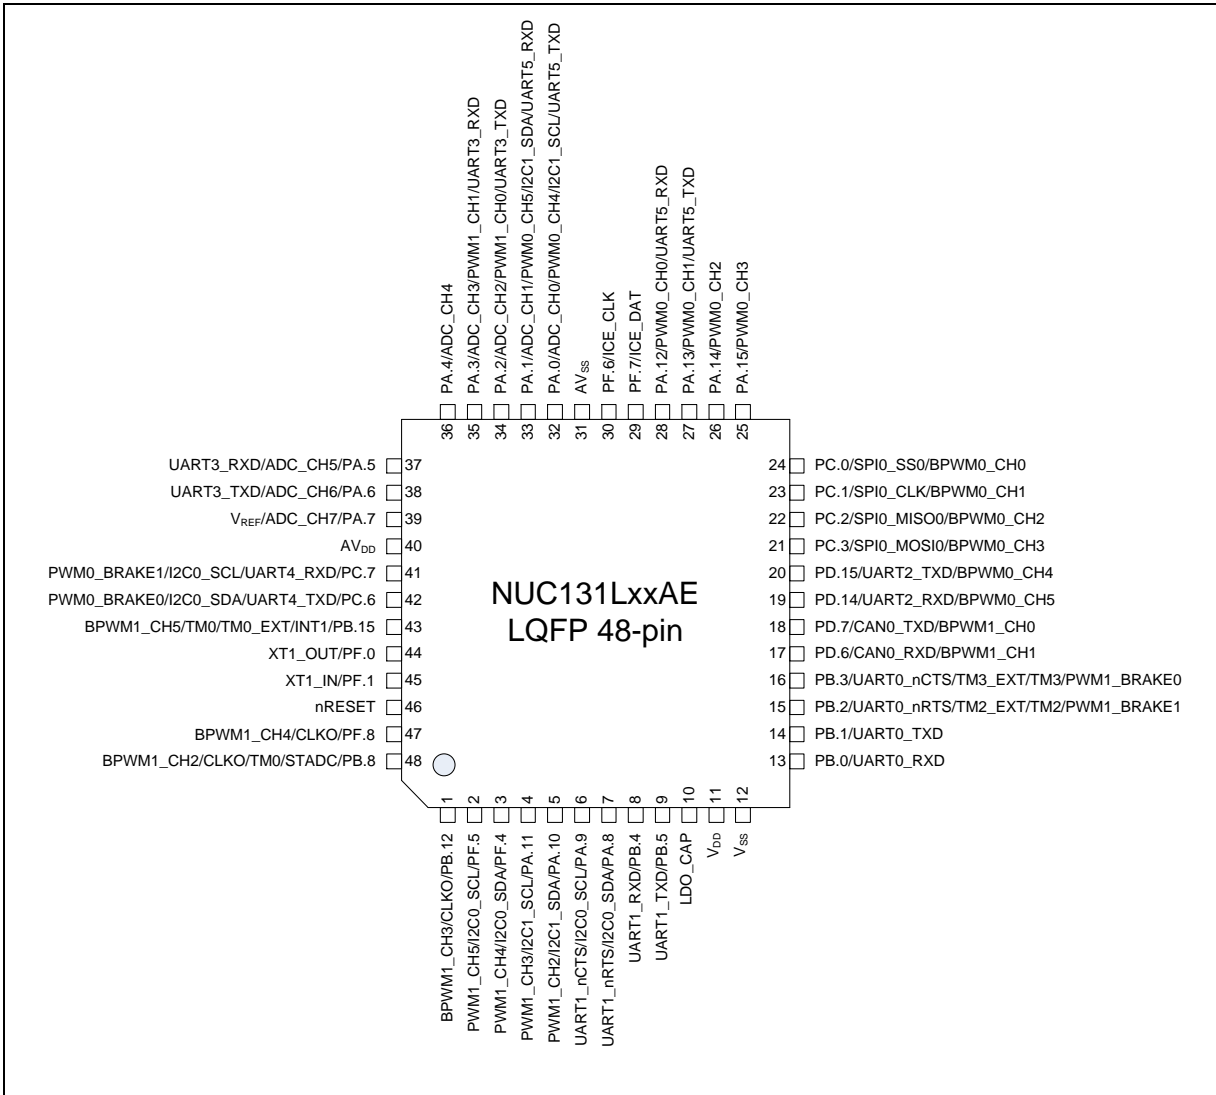 PA.4/ADC_CH4
PA.3/ADC_CH3/PWM1_CH1/UART3_RXD
PA.2/ADC_CH2/PWM1_CH0/UART3_TXD
PA.1/ADC_CH1/PWM0_CH5/I2C1_SDA/UART5_RXD
PA.0/ADC_CH0/PWM0_CH4/I2C1_SCL/UART5_TXD
AVSS
PF.6/ICE_CLK
PF.7/ICE_DAT
PA.12/PWM0_CH0/UART5_RXD
PA.13/PWM0_CH1/UART5_TXD
PA.14/PWM0_CH2
PA.15/PWM0_CH3
36 35 34 33 32 31 30 29 28 27 26 25
UART3_RXD/ADC_CH5/PA.5 37
UART3_TXD/ADC_CH6/PA.6 38
VREF/ADC_CH7/PA.7 39
AVDD 40
PWM0_BRAKE1/I2C0_SCL/UART4_RXD/PC.7 41
PWM0_BRAKE0/I2C0_SDA/UART4_TXD/PC.6 42
BPWM1_CH5/TM0/TM0_EXT/INT1/PB.15 43
XT1_OUT/PF.0 44
XT1_IN/PF.1 45
nRESET 46
BPWM1_CH4/CLKO/PF.8 47
BPWM1_CH2/CLKO/TM0/STADC/PB.8 48
NUC131LxxAE
LQFP 48-pin
24 PC.0/SPI0_SS0/BPWM0_CH0
23 PC.1/SPI0_CLK/BPWM0_CH1
22 PC.2/SPI0_MISO0/BPWM0_CH2
21 PC.3/SPI0_MOSI0/BPWM0_CH3
20 PD.15/UART2_TXD/BPWM0_CH4
19 PD.14/UART2_RXD/BPWM0_CH5
18 PD.7/CAN0_TXD/BPWM1_CH0
17 PD.6/CAN0_RXD/BPWM1_CH1
16 PB.3/UART0_nCTS/TM3_EXT/TM3/PWM1_BRAKE0
15 PB.2/UART0_nRTS/TM2_EXT/TM2/PWM1_BRAKE1
14 PB.1/UART0_TXD
13 PB.0/UART0_RXD
1 2 3 4 5 6 7 8 9 10 11 12
BPWM1_CH3/CLKO/PB.12
PWM1_CH5/I2C0_SCL/PF.5
PWM1_CH4/I2C0_SDA/PF.4
PWM1_CH3/I2C1_SCL/PA.11
PWM1_CH2/I2C1_SDA/PA.10
UART1_nCTS/I2C0_SCL/PA.9
UART1_nRTS/I2C0_SDA/PA.8
UART1_RXD/PB.4
UART1_TXD/PB.5
LDO_CAP
VDD
VSS